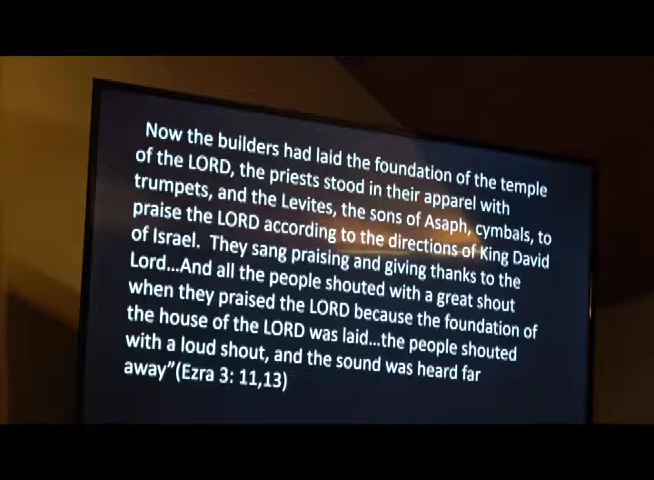 Now the builders had laid the foundation of the temple
of the LORD, the priests stood in their apparel with
trumpets, and the Levites, the sons of Asaph, cymbals, to
praise the LORD according to the directions of King David
of Israel. They sang praising and giving thanks to the
Lord...And all the people shouted with a great shout
when they praised the LORD because the foundation of
the house of the LORD was laid...the people shouted
with a loud shout, and the sound was heard far
away”(Ezra 3: 11,13)